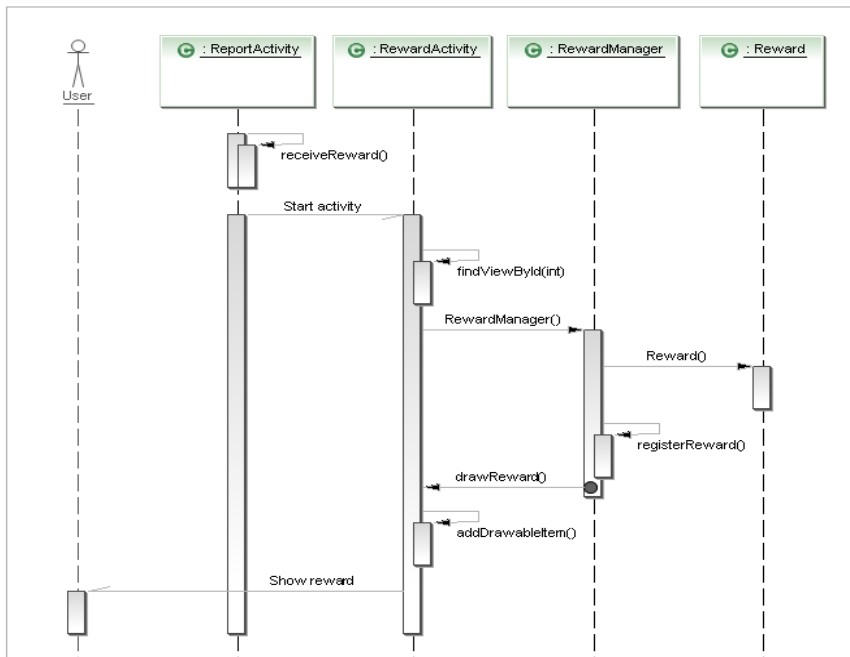 C : ReportActivity
C : RewardActivity
C : RewardManager
C : Reward
User
receiveReward()
Start activity
findViewById(int)
RewardManager()
Reward()
registerReward()
drawReward()
addDrawableItem()
Show reward